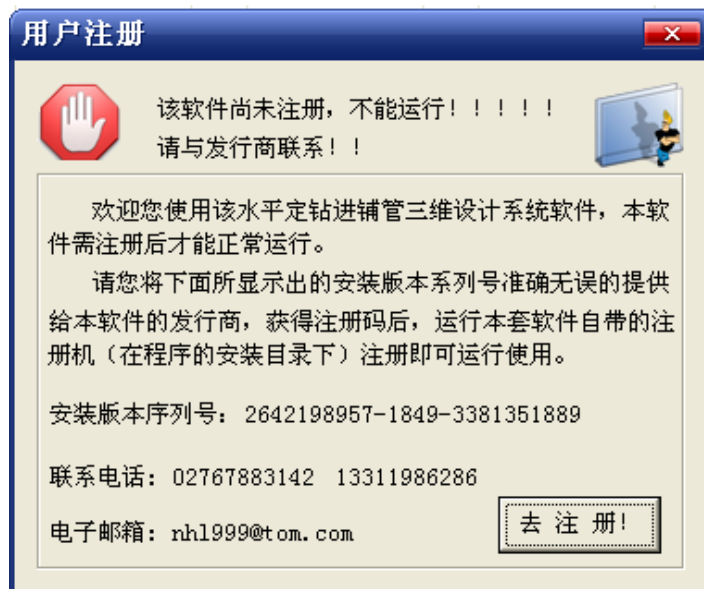 用户注册
该软件尚未注册，不能运行！！！！！
请与发行商联系！！
欢迎您使用该水平定钻进铺管三维设计系统软件，本软
件需注册后才能正常运行。
请您将下面所显示出的安装版本系列号准确无误的提供
给本软件的发行商，获得注册码后，运行本套软件自带的注
册机（在程序的安装目录下）注册即可运行使用。
安装版本序列号：2642198957-1849-3381351889
联系电话：02767883142 13311986286
电子邮箱：nhl999@tom.com
去 注 册!